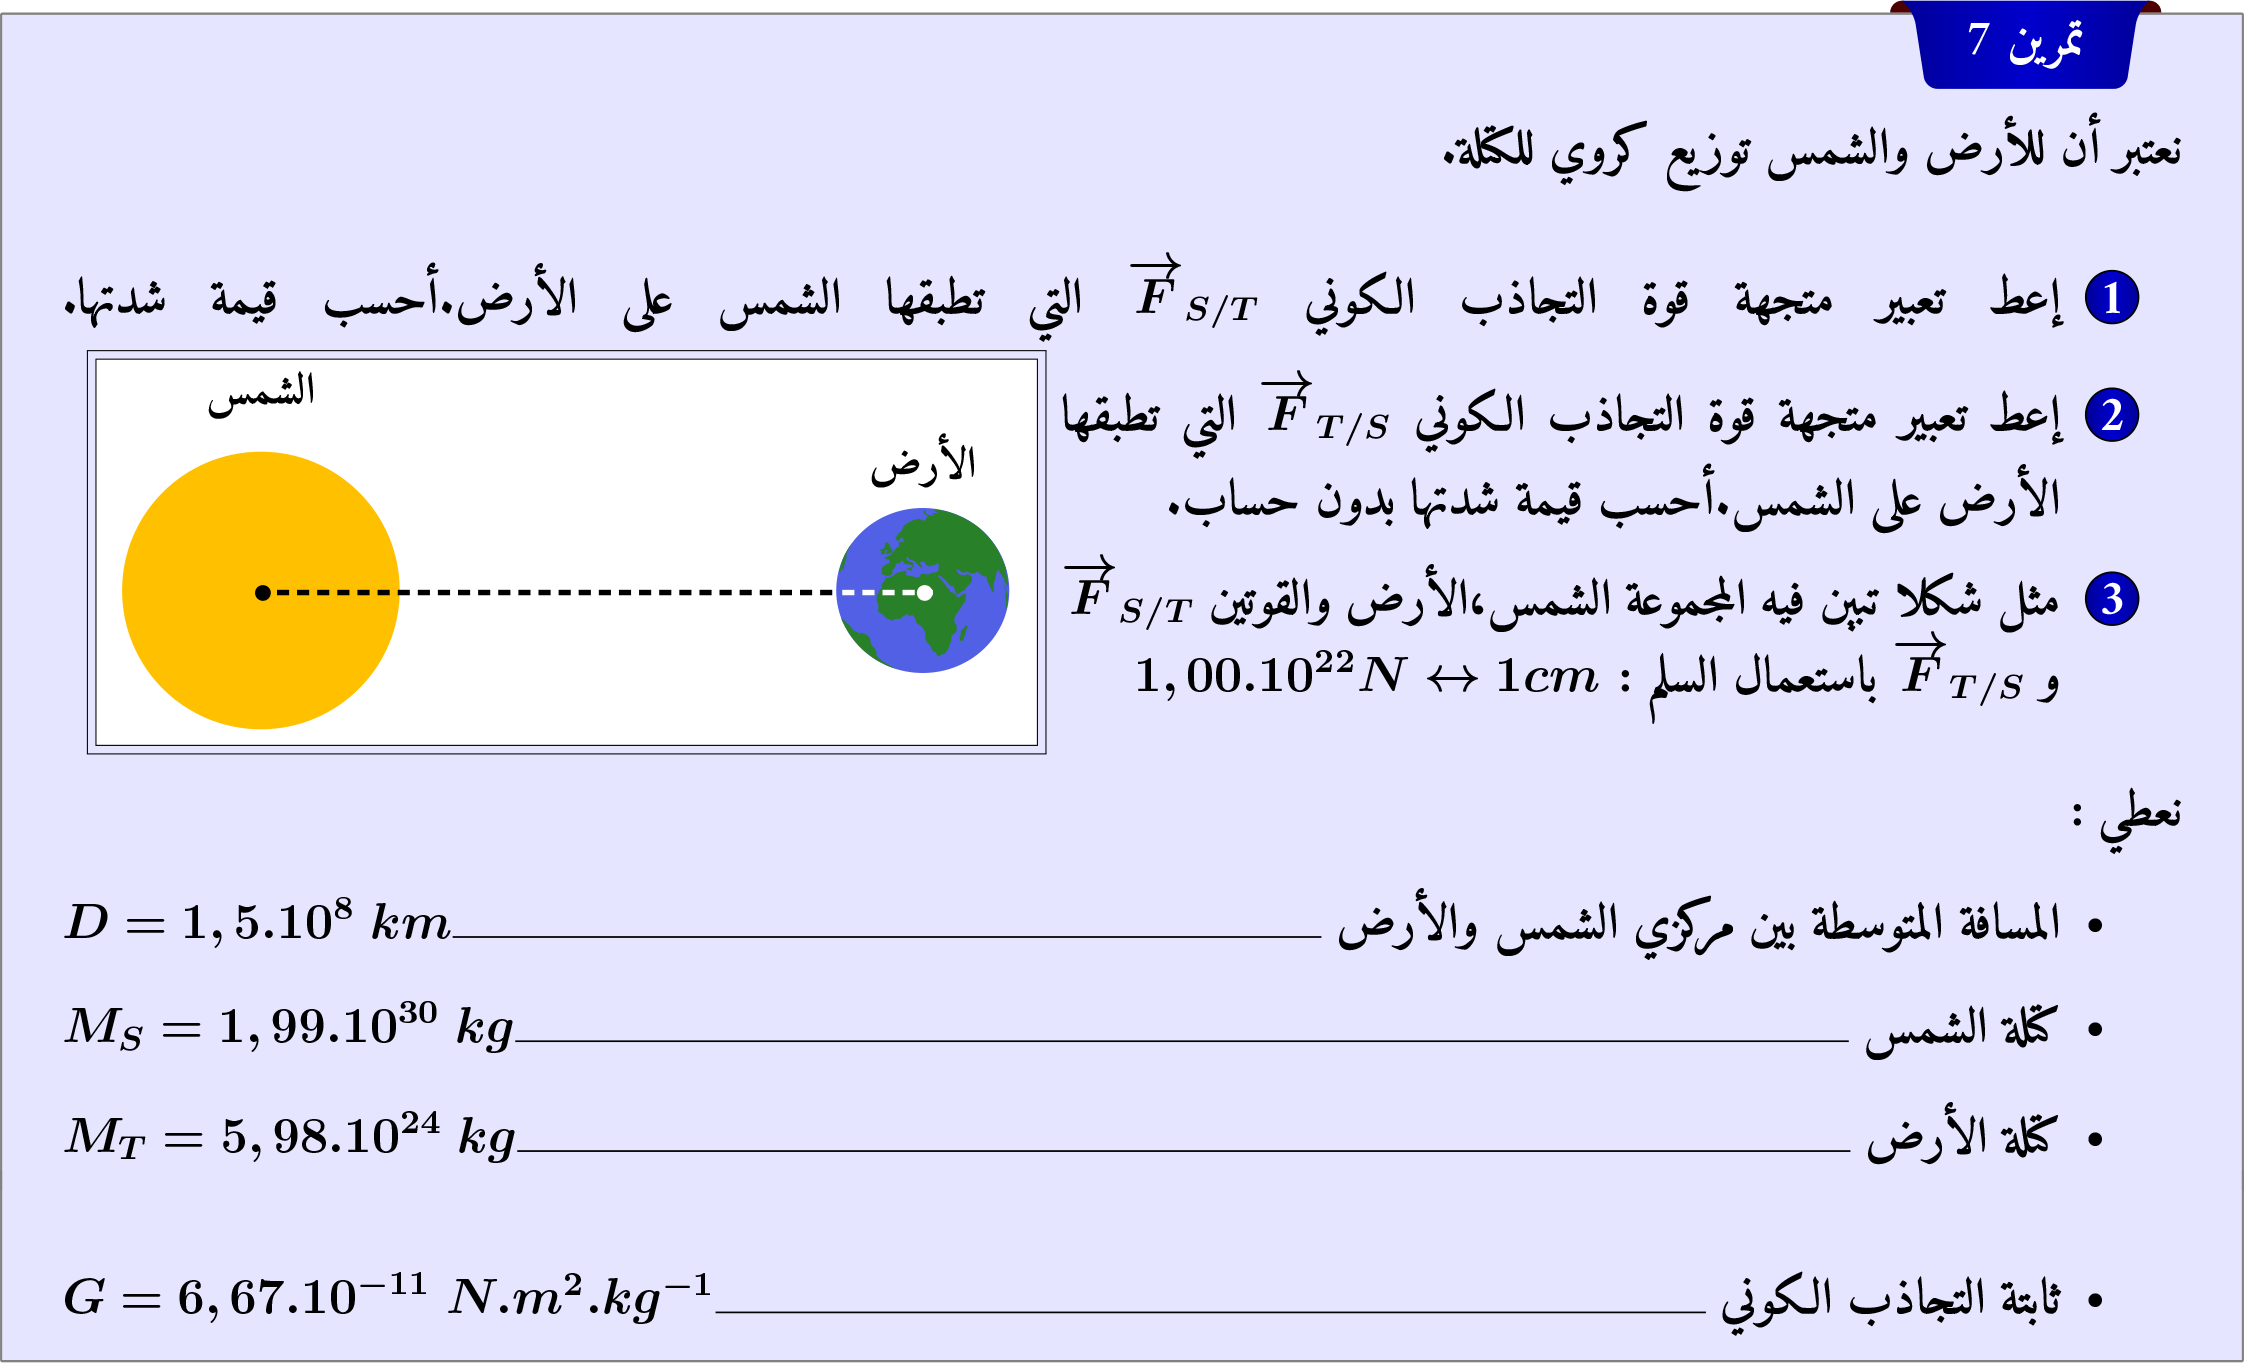 تمرين 7
نعتبر أن للأرض والشمس توزيع كروي للكتلة.
1 إعط تعبير متجهة قوة التجاذب الكوني $\overrightarrow{F}_{S/T}$ التي تطبقها الشمس على الأرض.أحسب قيمة شدتها.
2 إعط تعبير متجهة قوة التجاذب الكوني $\overrightarrow{F}_{T/S}$ التي تطبقها
الأرض على الشمس.أحسب قيمة شدتها بدون حساب.
3 مثل شكلا تبين فيه المجموعة الشمس،الأرض والقوتين $\overrightarrow{F}_{S/T}$
و $\overrightarrow{F}_{T/S}$ باستعمال السلم : $1,00.10^{22}N \leftrightarrow 1cm$
الشمس
الأرض
نعطي :
• المسافة المتوسطة بين مركزي الشمس والأرض $D = 1,5.10^{8}\ km$
• كتلة الشمس $M_S = 1,99.10^{30}\ kg$
• كتلة الأرض $M_T = 5,98.10^{24}\ kg$
• ثابتة التجاذب الكوني $G = 6,67.10^{-11}\ N.m^{2}.kg^{-1}$